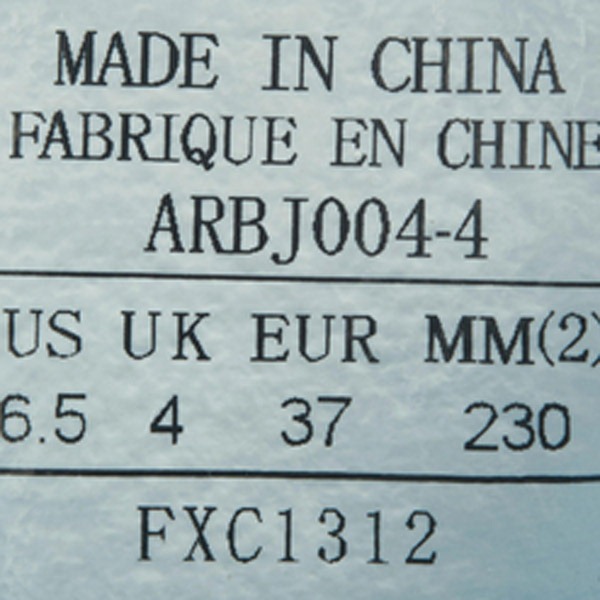 MADE IN CHINA
FABRIQUE EN CHINE
ARBJ004-4
US UK EUR MM(2)
6.5 4 37 230
FXC1312